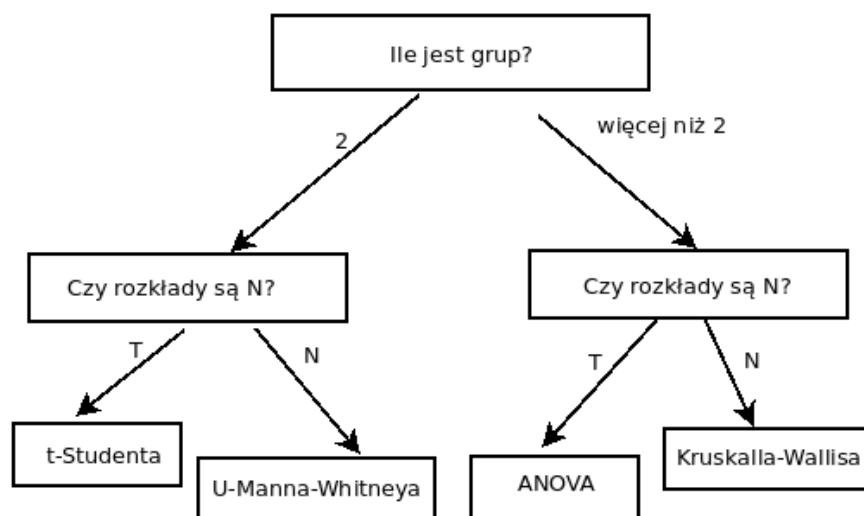 Ile jest grup?
2
więcej niż 2
Czy rozkłady są N?
Czy rozkłady są N?
T
N
T
N
t-Studenta
U-Manna-Whitneya
ANOVA
Kruskalla-Wallisa